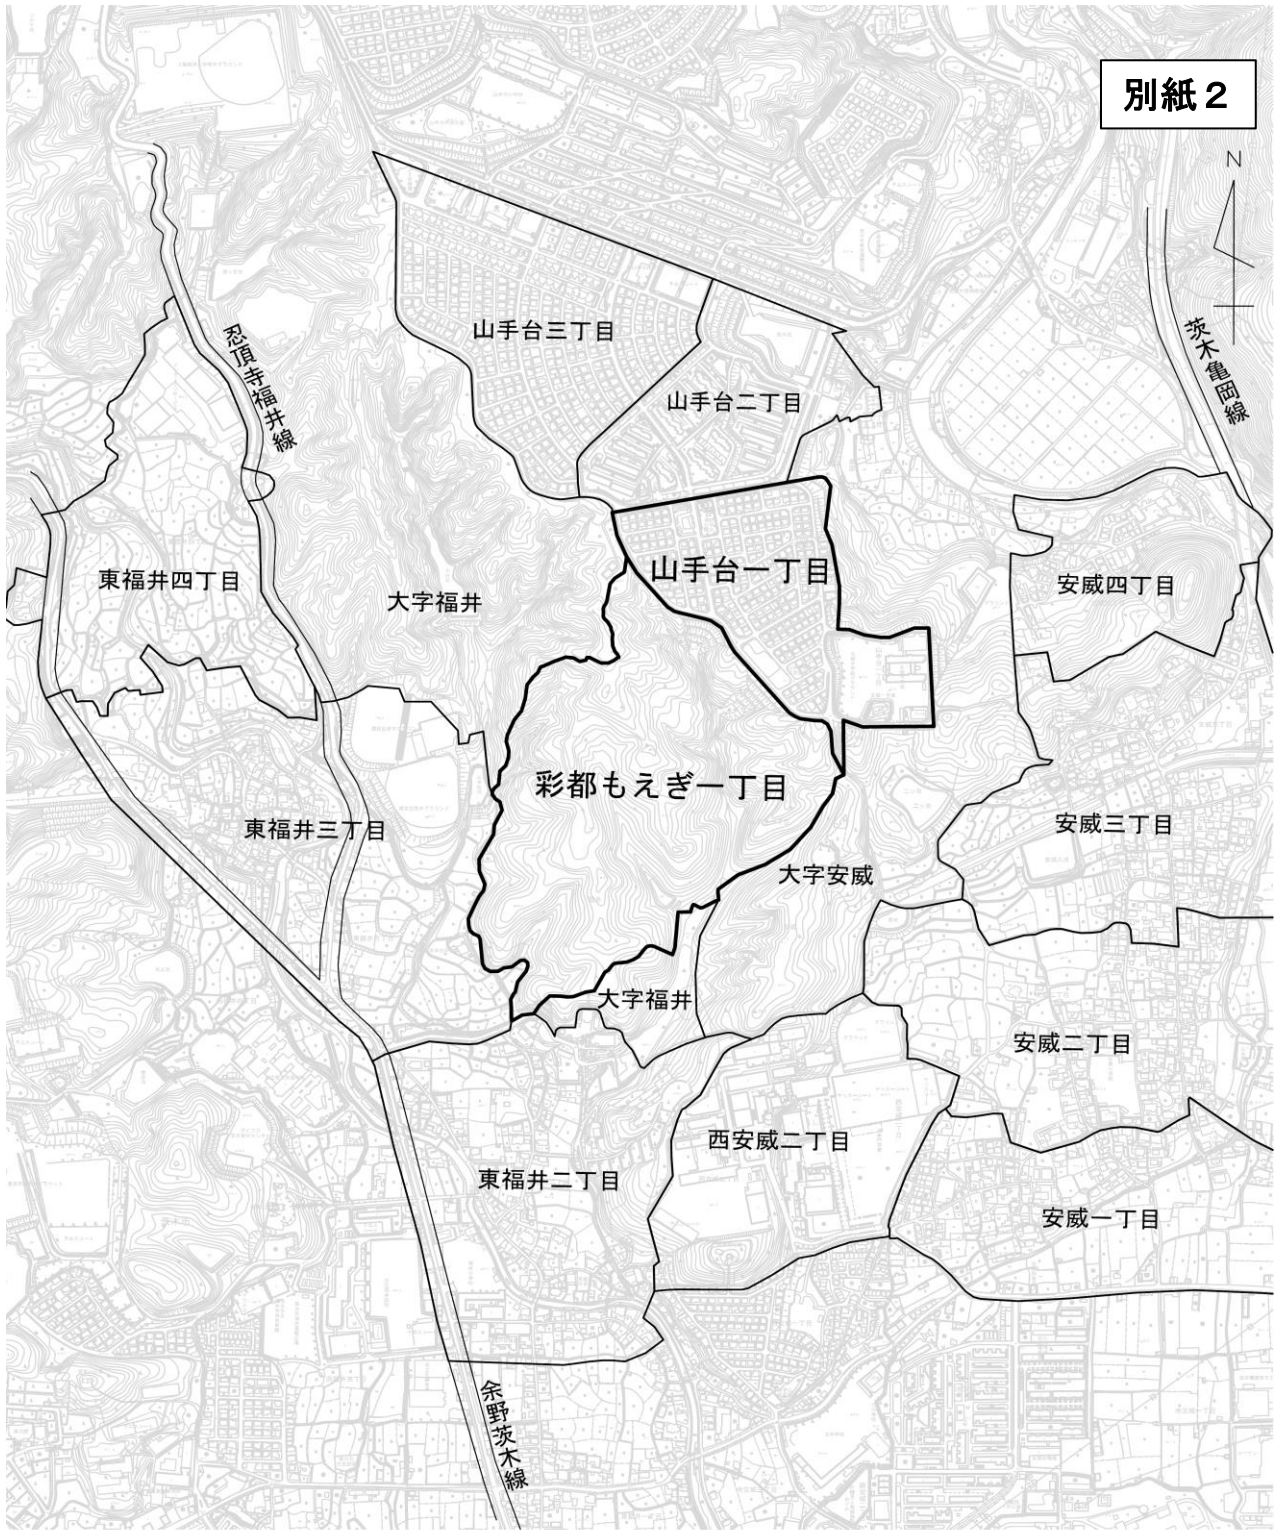 別紙２
N
山手台三丁目
忍頂寺福井線
茨木亀岡線
山手台二丁目
東福井四丁目
大字福井
山手台一丁目
安威四丁目
彩都もえぎ一丁目
東福井三丁目
安威三丁目
大字安威
大字福井
安威二丁目
西安威二丁目
東福井二丁目
安威一丁目
余野茨木線